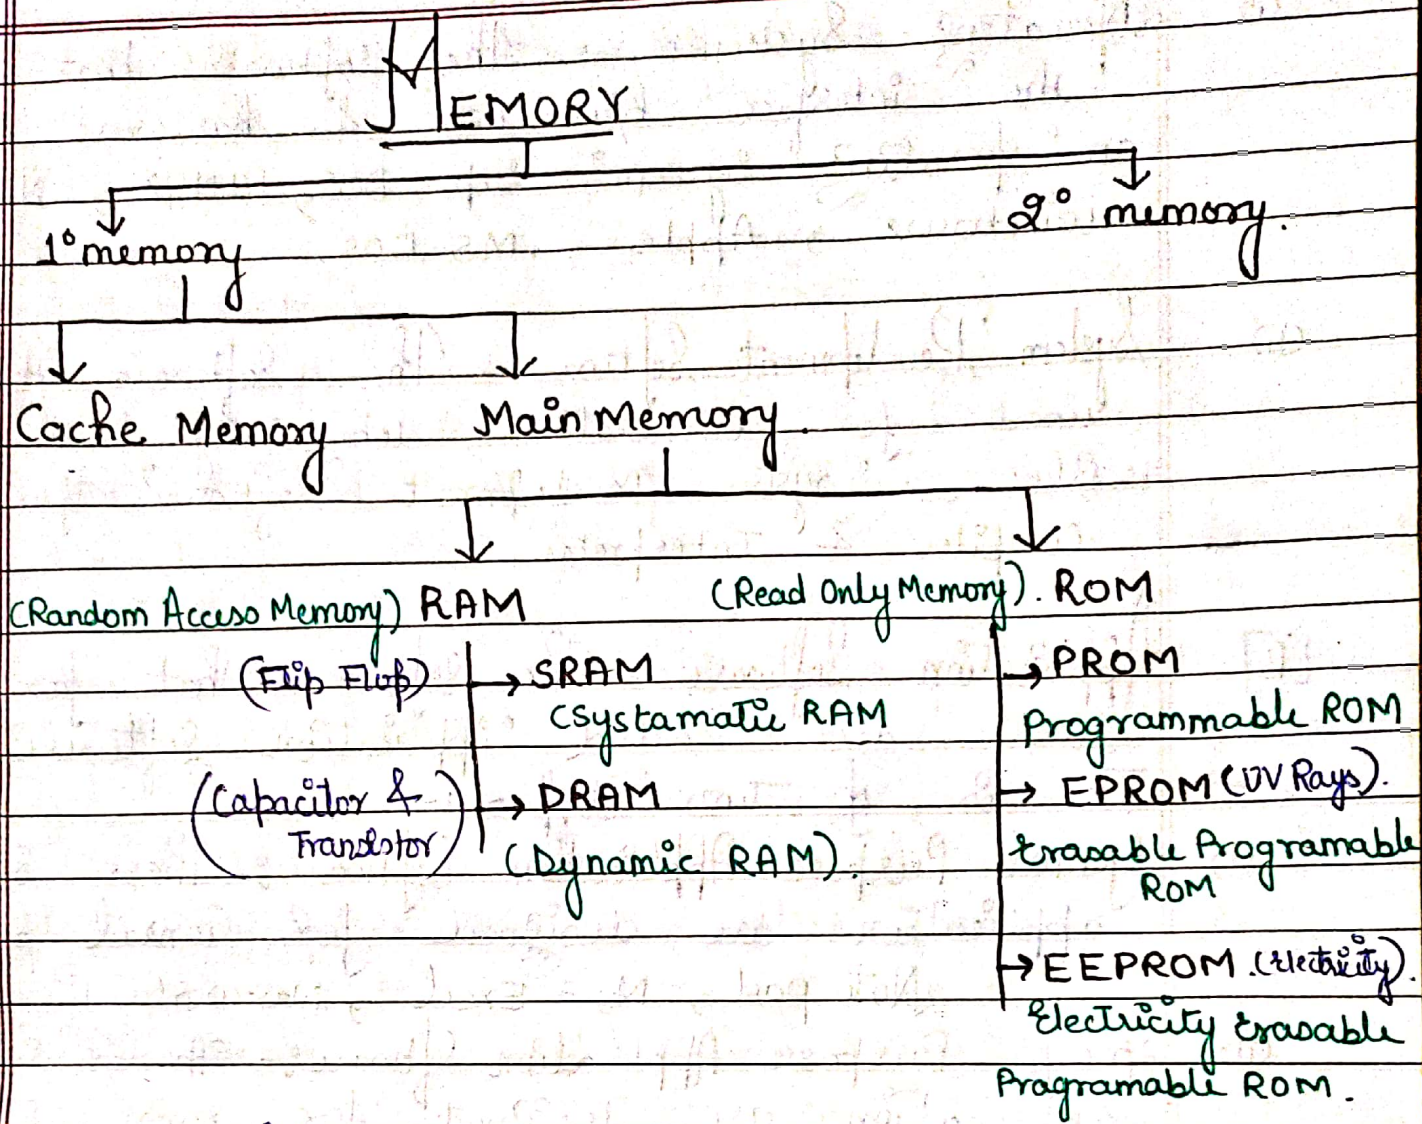 MEMORY
1° memory
2° memory.
Cache Memory
Main Memory.
(Random Access Memory) RAM
(Read Only Memory). ROM
(Flip Flop) → SRAM
(Systamatic RAM
(Capacitor &
Transistor) → DRAM
(Dynamic RAM).
→ PROM
Programmable ROM
→ EPROM (UV Rays).
Erasable Programable
ROM
→ EEPROM. (Electricity).
Electricity Erasable
Programable ROM.